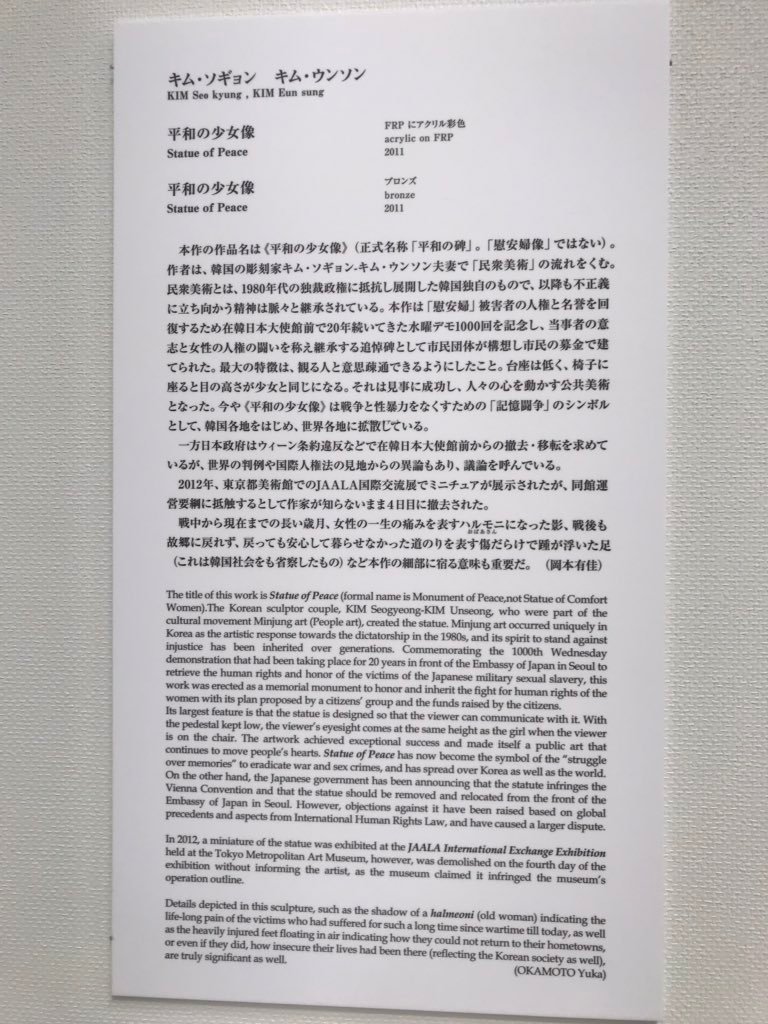 キム・ソギョン　キム・ウンソン
KIM Seo kyung , KIM Eun sung
平和の少女像
Statue of Peace
FRP にアクリル彩色
acrylic on FRP
2011
平和の少女像
Statue of Peace
ブロンズ
bronze
2011
本作の作品名は《平和の少女像》（正式名称「平和の碑」。「慰安婦像」ではない）。
作者は、韓国の彫刻家キム・ソギョン-キム・ウンソン夫妻で「民衆美術」の流れをくむ。
民衆美術とは、1980年代の独裁政権に抵抗し展開した韓国独自のもので、以降も不正義
に立ち向かう精神は脈々と継承されている。本作は「慰安婦」被害者の人権と名誉を回
復するため在韓日本大使館前で20年続いてきた水曜デモ1000回を記念し、当事者の意
志と女性の人権の闘いを称え継承する追悼碑として市民団体が構想し市民の募金で建
てられた。最大の特徴は、観る人と意思疎通できるようにしたこと。台座は低く、椅子に
座ると目の高さが少女と同じになる。それは見事に成功し、人々の心を動かす公共美術
となった。今や《平和の少女像》は戦争と性暴力をなくすための「記憶闘争」のシンボル
として、韓国各地をはじめ、世界各地に拡散している。
一方日本政府はウィーン条約違反などで在韓日本大使館前からの撤去・移転を求めて
いるが、世界の判例や国際人権法の見地からの異論もあり、議論を呼んでいる。
2012年、東京都美術館でのJAALA国際交流展でミニチュアが展示されたが、同館運
営要綱に抵触するとして作家が知らないまま4日目に撤去された。
戦中から現在までの長い歳月、女性の一生の痛みを表すハルモニになった影、戦後も
おばあさん
故郷に戻れず、戻っても安心して暮らせなかった道のりを表す傷だらけで踵が浮いた足
（これは韓国社会をも省察したもの）など本作の細部に宿る意味も重要だ。（岡本有佳）
The title of this work is Statue of Peace (formal name is Monument of Peace,not Statue of Comfort
Women).The Korean sculptor couple, KIM Seogyeong-KIM Unseong, who were part of the
cultural movement Minjung art (People art), created the statue. Minjung art occurred uniquely in
Korea as the artistic response towards the dictatorship in the 1980s, and its spirit to stand against
injustice has been inherited over generations. Commemorating the 1000th Wednesday
demonstration that had been taking place for 20 years in front of the Embassy of Japan in Seoul to
retrieve the human rights and honor of the victims of the Japanese military sexual slavery, this
work was erected as a memorial monument to honor and inherit the fight for human rights of the
women with its plan proposed by a citizens' group and the funds raised by the citizens.
Its largest feature is that the statue is designed so that the viewer can communicate with it. With
the pedestal kept low, the viewer's eyesight comes at the same height as the girl when the viewer
is on the chair. The artwork achieved exceptional success and made itself a public art that
continues to move people's hearts. Statue of Peace has now become the symbol of the "struggle
over memories" to eradicate war and sex crimes, and has spread over Korea as well as the world.
On the other hand, the Japanese government has been announcing that the statue infringes the
Vienna Convention and that the statue should be removed and relocated from the front of the
Embassy of Japan in Seoul. However, objections against it have been raised based on global
precedents and aspects from International Human Rights Law, and have caused a larger dispute.
In 2012, a miniature of the statue was exhibited at the JAALA International Exchange Exhibition
held at the Tokyo Metropolitan Art Museum, however, was demolished on the fourth day of the
exhibition without informing the artist, as the museum claimed it infringed the museum's
operation outline.
Details depicted in this sculpture, such as the shadow of a halmeoni (old woman) indicating the
life-long pain of the victims who had suffered for such a long time since wartime till today, as well
as the heavily injured feet floating in air indicating how they could not return to their hometowns,
or even if they did, how insecure their lives had been there (reflecting the Korean society as well),
are truly significant as well.
(OKAMOTO Yuka)